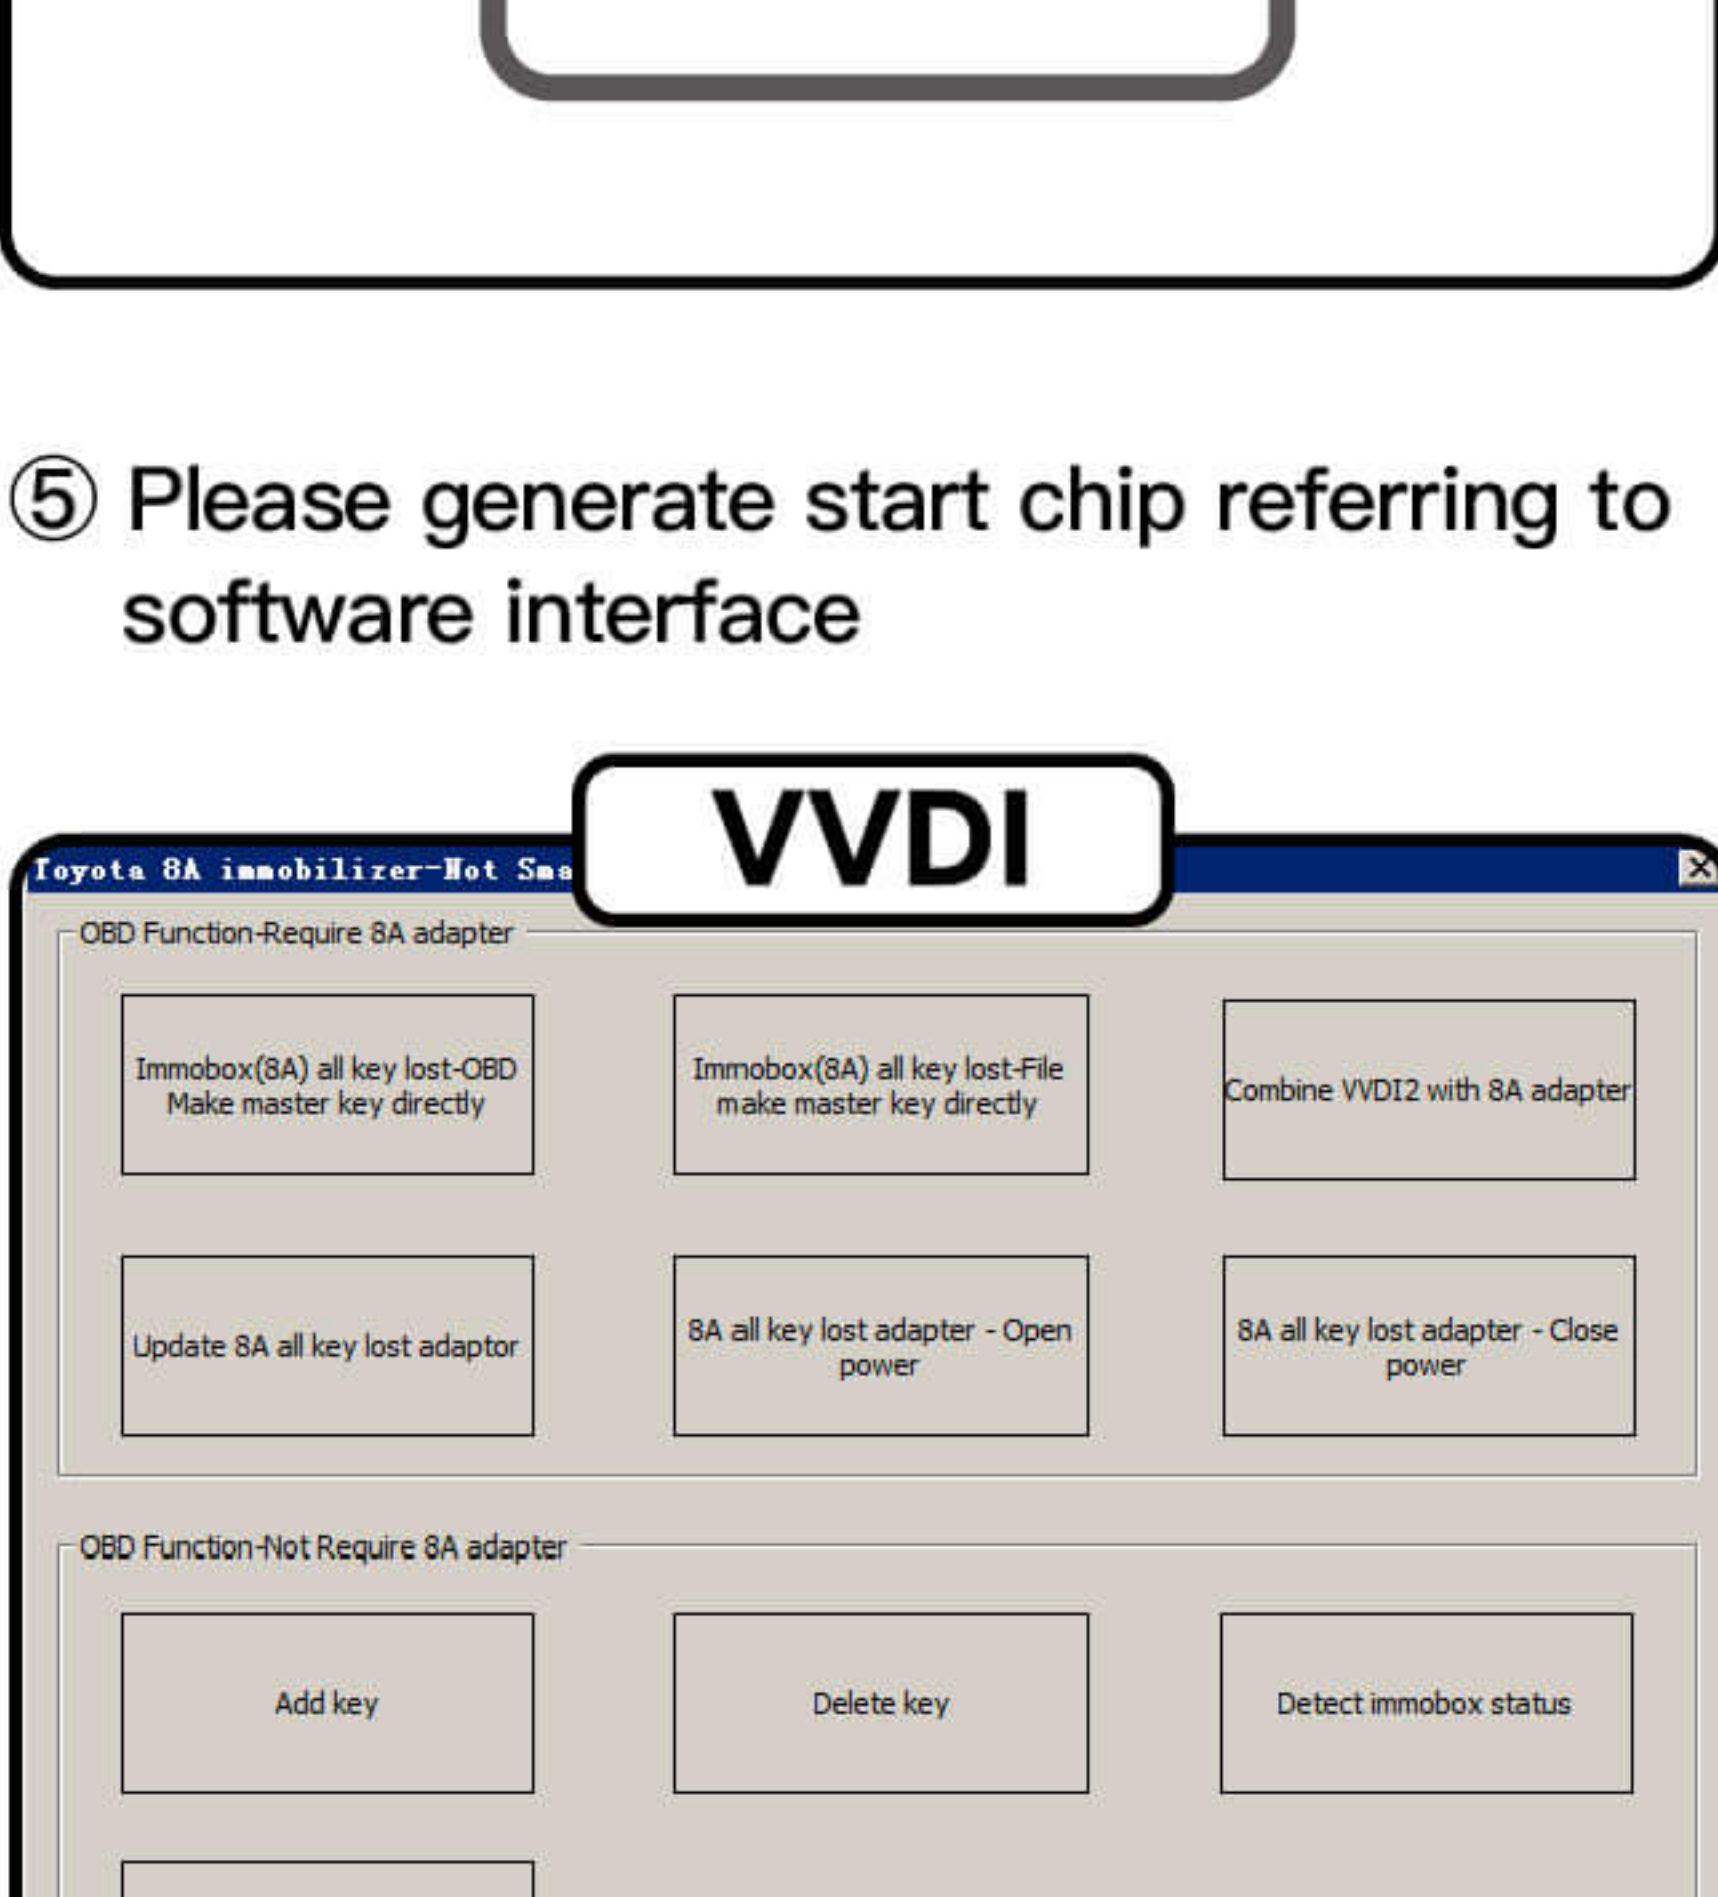 ⑤ Please generate start chip referring to
software interface
VVDI
Toyota 8A immobilizer-Not Sma
OBD Function-Require 8A adapter
Immobox(8A) all key lost-OBD
Make master key directly
Immobox(8A) all key lost-File
make master key directly
Combine VVDI2 with 8A adapter
Update 8A all key lost adaptor
8A all key lost adapter - Open
power
8A all key lost adapter - Close
power
OBD Function-Not Require 8A adapter
Add key
Delete key
Detect immobox status